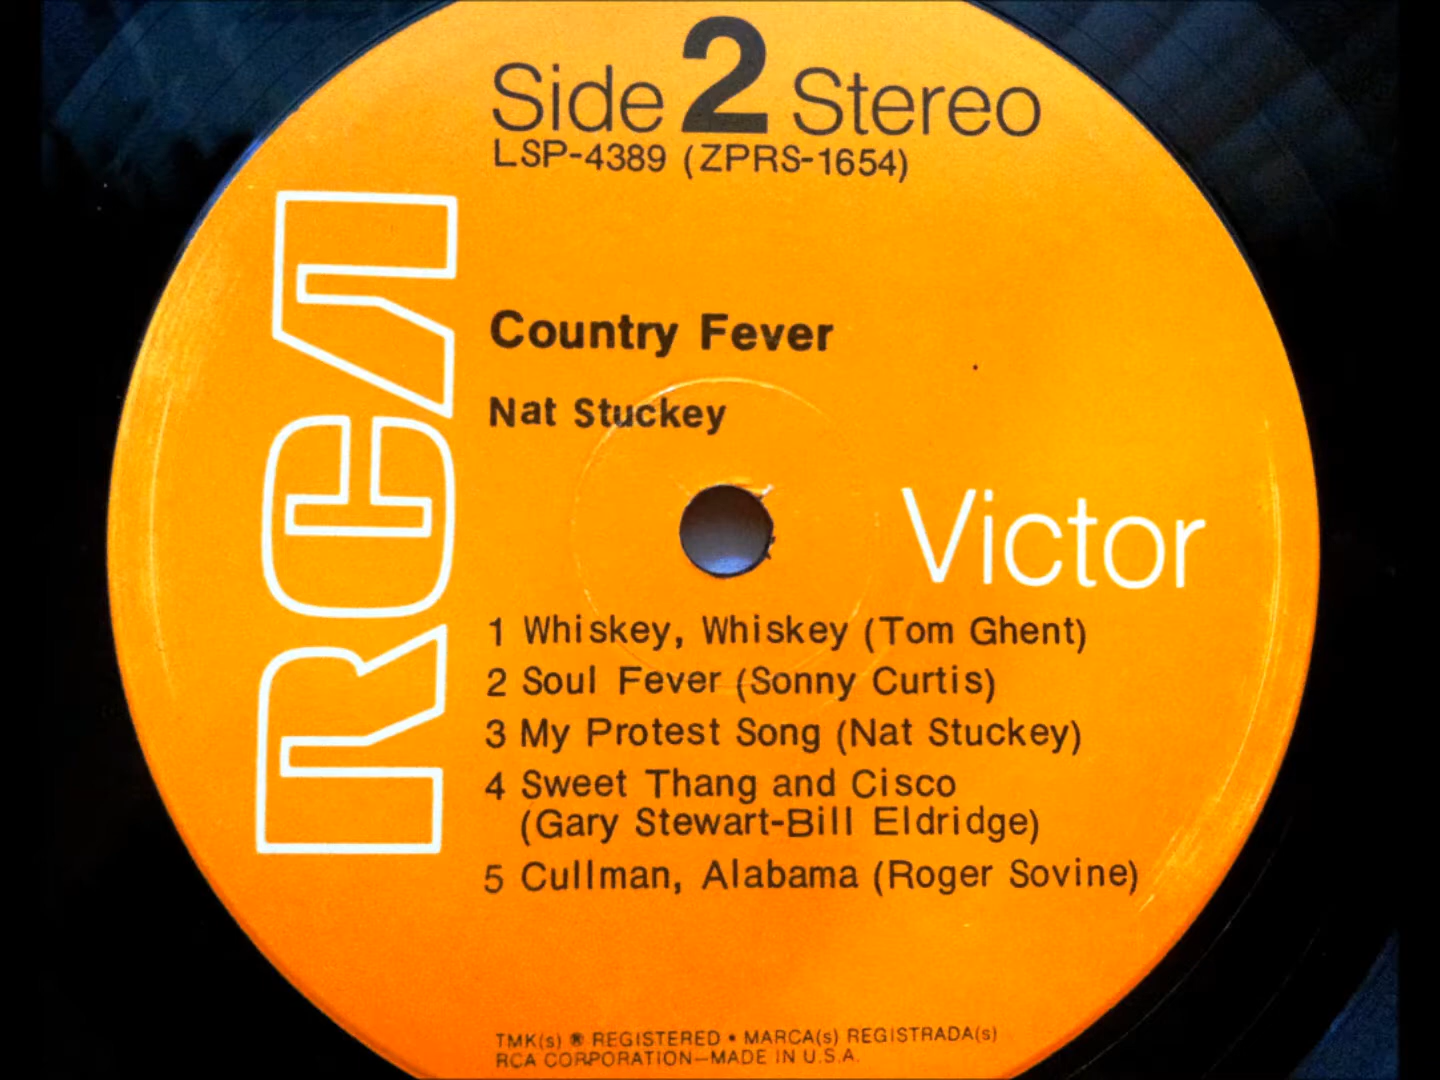 Side 2 Stereo
LSP-4389 (ZPRS-1654)
RCA
Country Fever
Nat Stuckey
Victor
1 Whiskey, Whiskey (Tom Ghent)
2 Soul Fever (Sonny Curtis)
3 My Protest Song (Nat Stuckey)
4 Sweet Thang and Cisco
(Gary Stewart-Bill Eldridge)
5 Cullman, Alabama (Roger Sovine)
TMK(s) ® REGISTERED • MARCA(s) REGISTRADA(s)
RCA CORPORATION—MADE IN U.S.A.